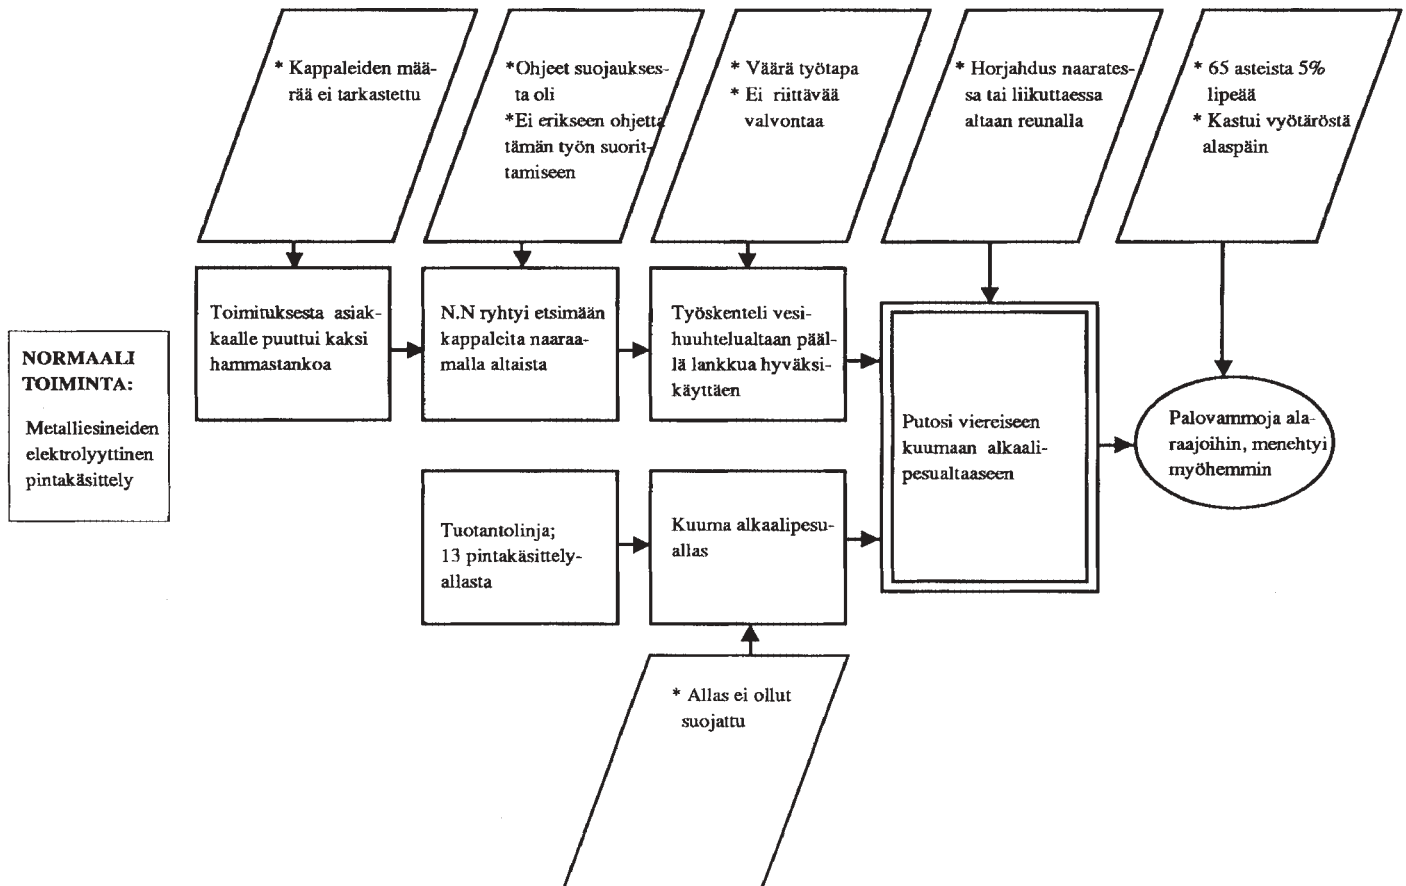 * Kappaleiden mää-
rää ei tarkastettu
*Ohjeet suojaukses-
ta oli
*Ei erikseen ohjetta
tämän työn suorit-
tamiseen
* Väärä työtapa
* Ei riittävää
valvontaa
* Horjahdus naarates-
sa tai liikuttaessa
altaan reunalla
* 65 asteista 5%
lipeää
* Kastui vyötäröstä
alaspäin
NORMAALI
TOIMINTA:
Metalliesineiden
elektrolyyttinen
pintakäsittely
Toimituksesta asiak-
kaalle puuttui kaksi
hammastankoa
N.N ryhtyi etsimään
kappaleita naaraa-
malla altaista
Työskenteli vesi-
huuhtelualtaan pääl-
lä lankkua hyväksi-
käyttäen
Putosi viereiseen
kuumaan alkaali-
pesualtaaseen
Palovammoja ala-
raajoihin, menehtyi
myöhemmin
Tuotantolinja;
13 pintakäsittely-
allasta
Kuuma alkaalipesu-
allas
* Allas ei ollut
suojattu